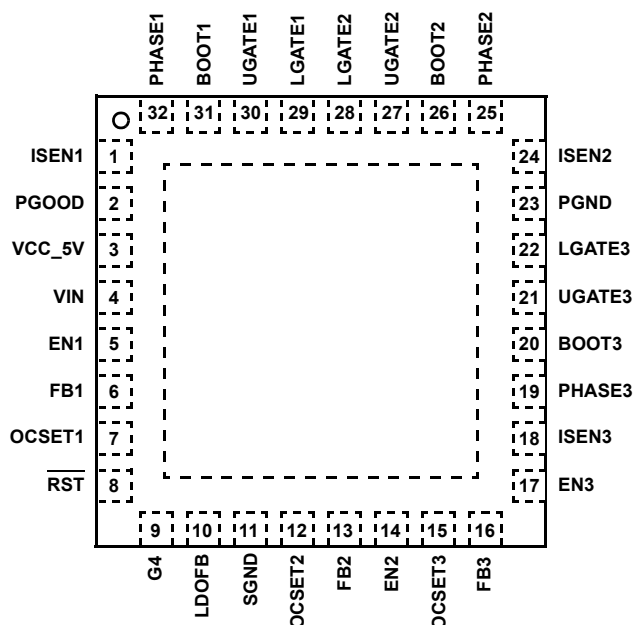 PHASE1
BOOT1
UGATE1
LGATE1
LGATE2
UGATE2
BOOT2
PHASE2
32 31 30 29 28 27 26 25
ISEN1 1
PGOOD 2
VCC_5V 3
VIN 4
EN1 5
FB1 6
OCSET1 7
RST 8
24 ISEN2
23 PGND
22 LGATE3
21 UGATE3
20 BOOT3
19 PHASE3
18 ISEN3
17 EN3
9 10 11 12 13 14 15 16
G4
LDOFB
SGND
OCSET2
FB2
EN2
OCSET3
FB3